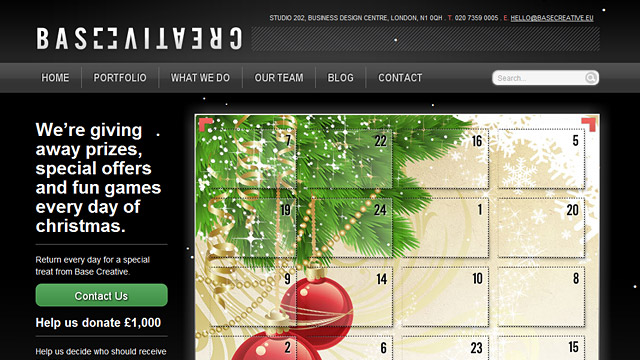 STUDIO 202, BUSINESS DESIGN CENTRE, LONDON, N1 0QH . T. 020 7359 0005 . E. HELLO@BASECREATIVE.EU
BASE CREATIVE
HOME PORTFOLIO WHAT WE DO OUR TEAM BLOG CONTACT
Search...
We're giving
away prizes,
special offers
and fun games
every day of
christmas.
Return every day for a special
treat from Base Creative.
Contact Us
Help us donate £1,000
Help us decide who should receive
7 22 16 5
19 24 1 20
9 14 10 8
2 6 23 15